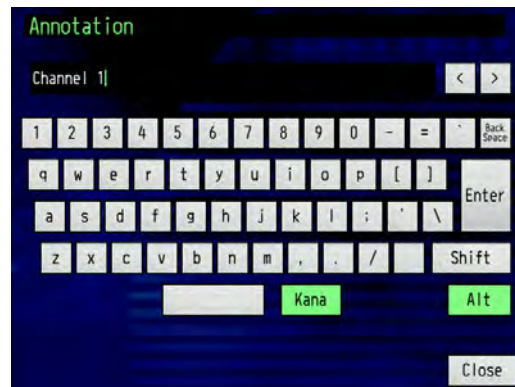 Annotation
Channel 1
< >
1 2 3 4 5 6 7 8 9 0 - = ` Back Space
q w e r t y u i o p [ ]
Enter
a s d f g h j k l ; ' \
z x c v b n m , . / Shift
Kana Alt
Close